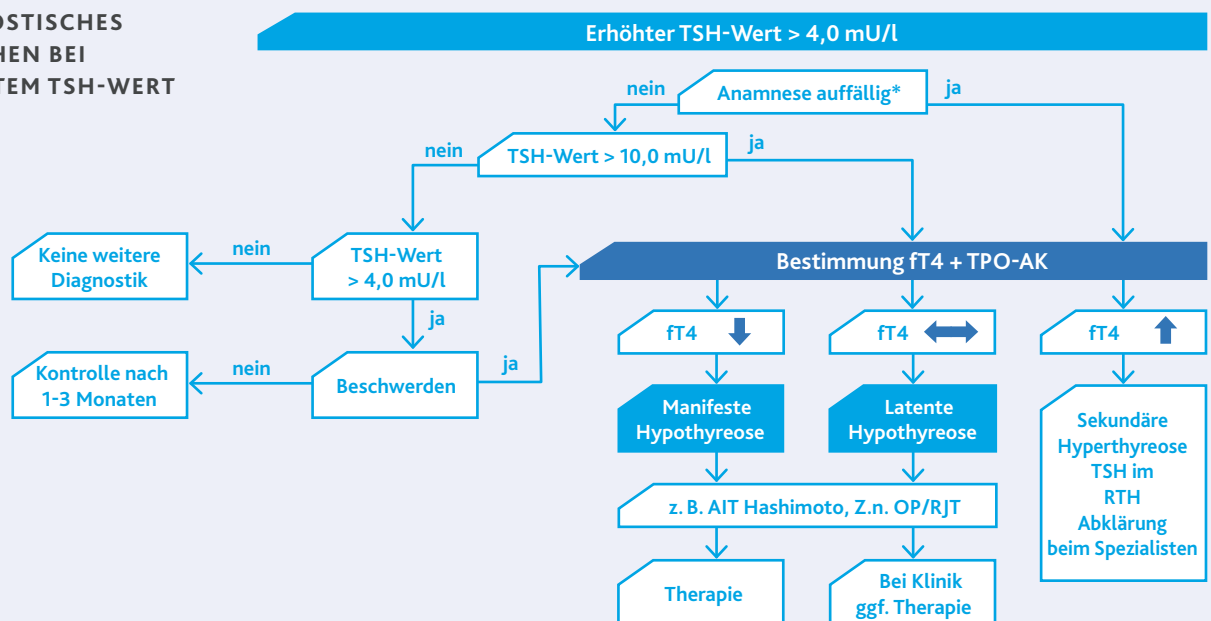 OSTISCHES
HEN BEI
TEM TSH-WERT
Erhöhter TSH-Wert > 4,0 mU/l
nein
Anamnese auffällig*
ja
nein
TSH-Wert > 10,0 mU/l
ja
Keine weitere
Diagnostik
nein
TSH-Wert
> 4,0 mU/l
Bestimmung fT4 + TPO-AK
ja
fT4
fT4
fT4
Kontrolle nach
1-3 Monaten
nein
Beschwerden
ja
Manifeste
Hypothyreose
Latente
Hypothyreose
Sekundäre
Hyperthyreose
TSH im
RTH
Abklärung
beim Spezialisten
z. B. AIT Hashimoto, Z.n. OP/RJT
Therapie
Bei Klinik
ggf. Therapie